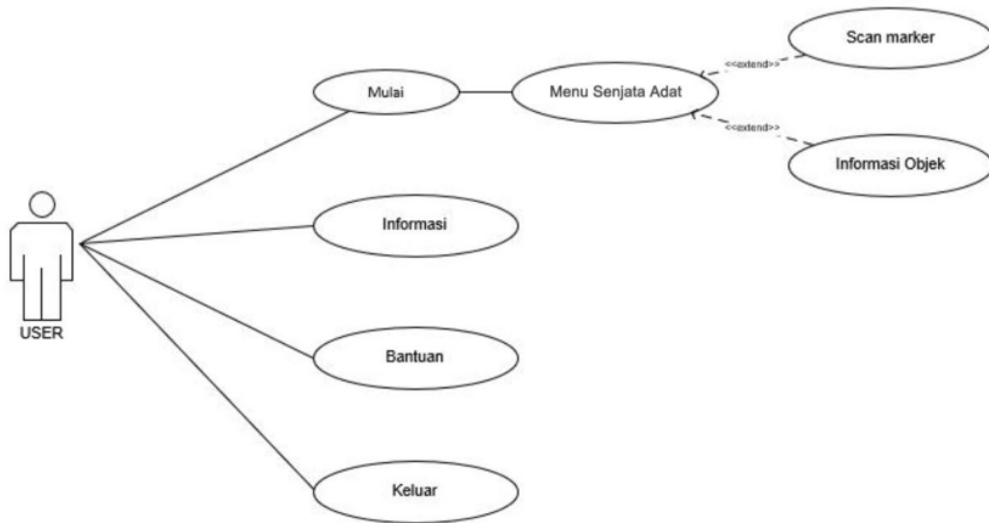 Scan marker
<<extend>>
Mulai
Menu Senjata Adat
<<extend>>
Informasi Objek
Informasi
USER
Bantuan
Keluar